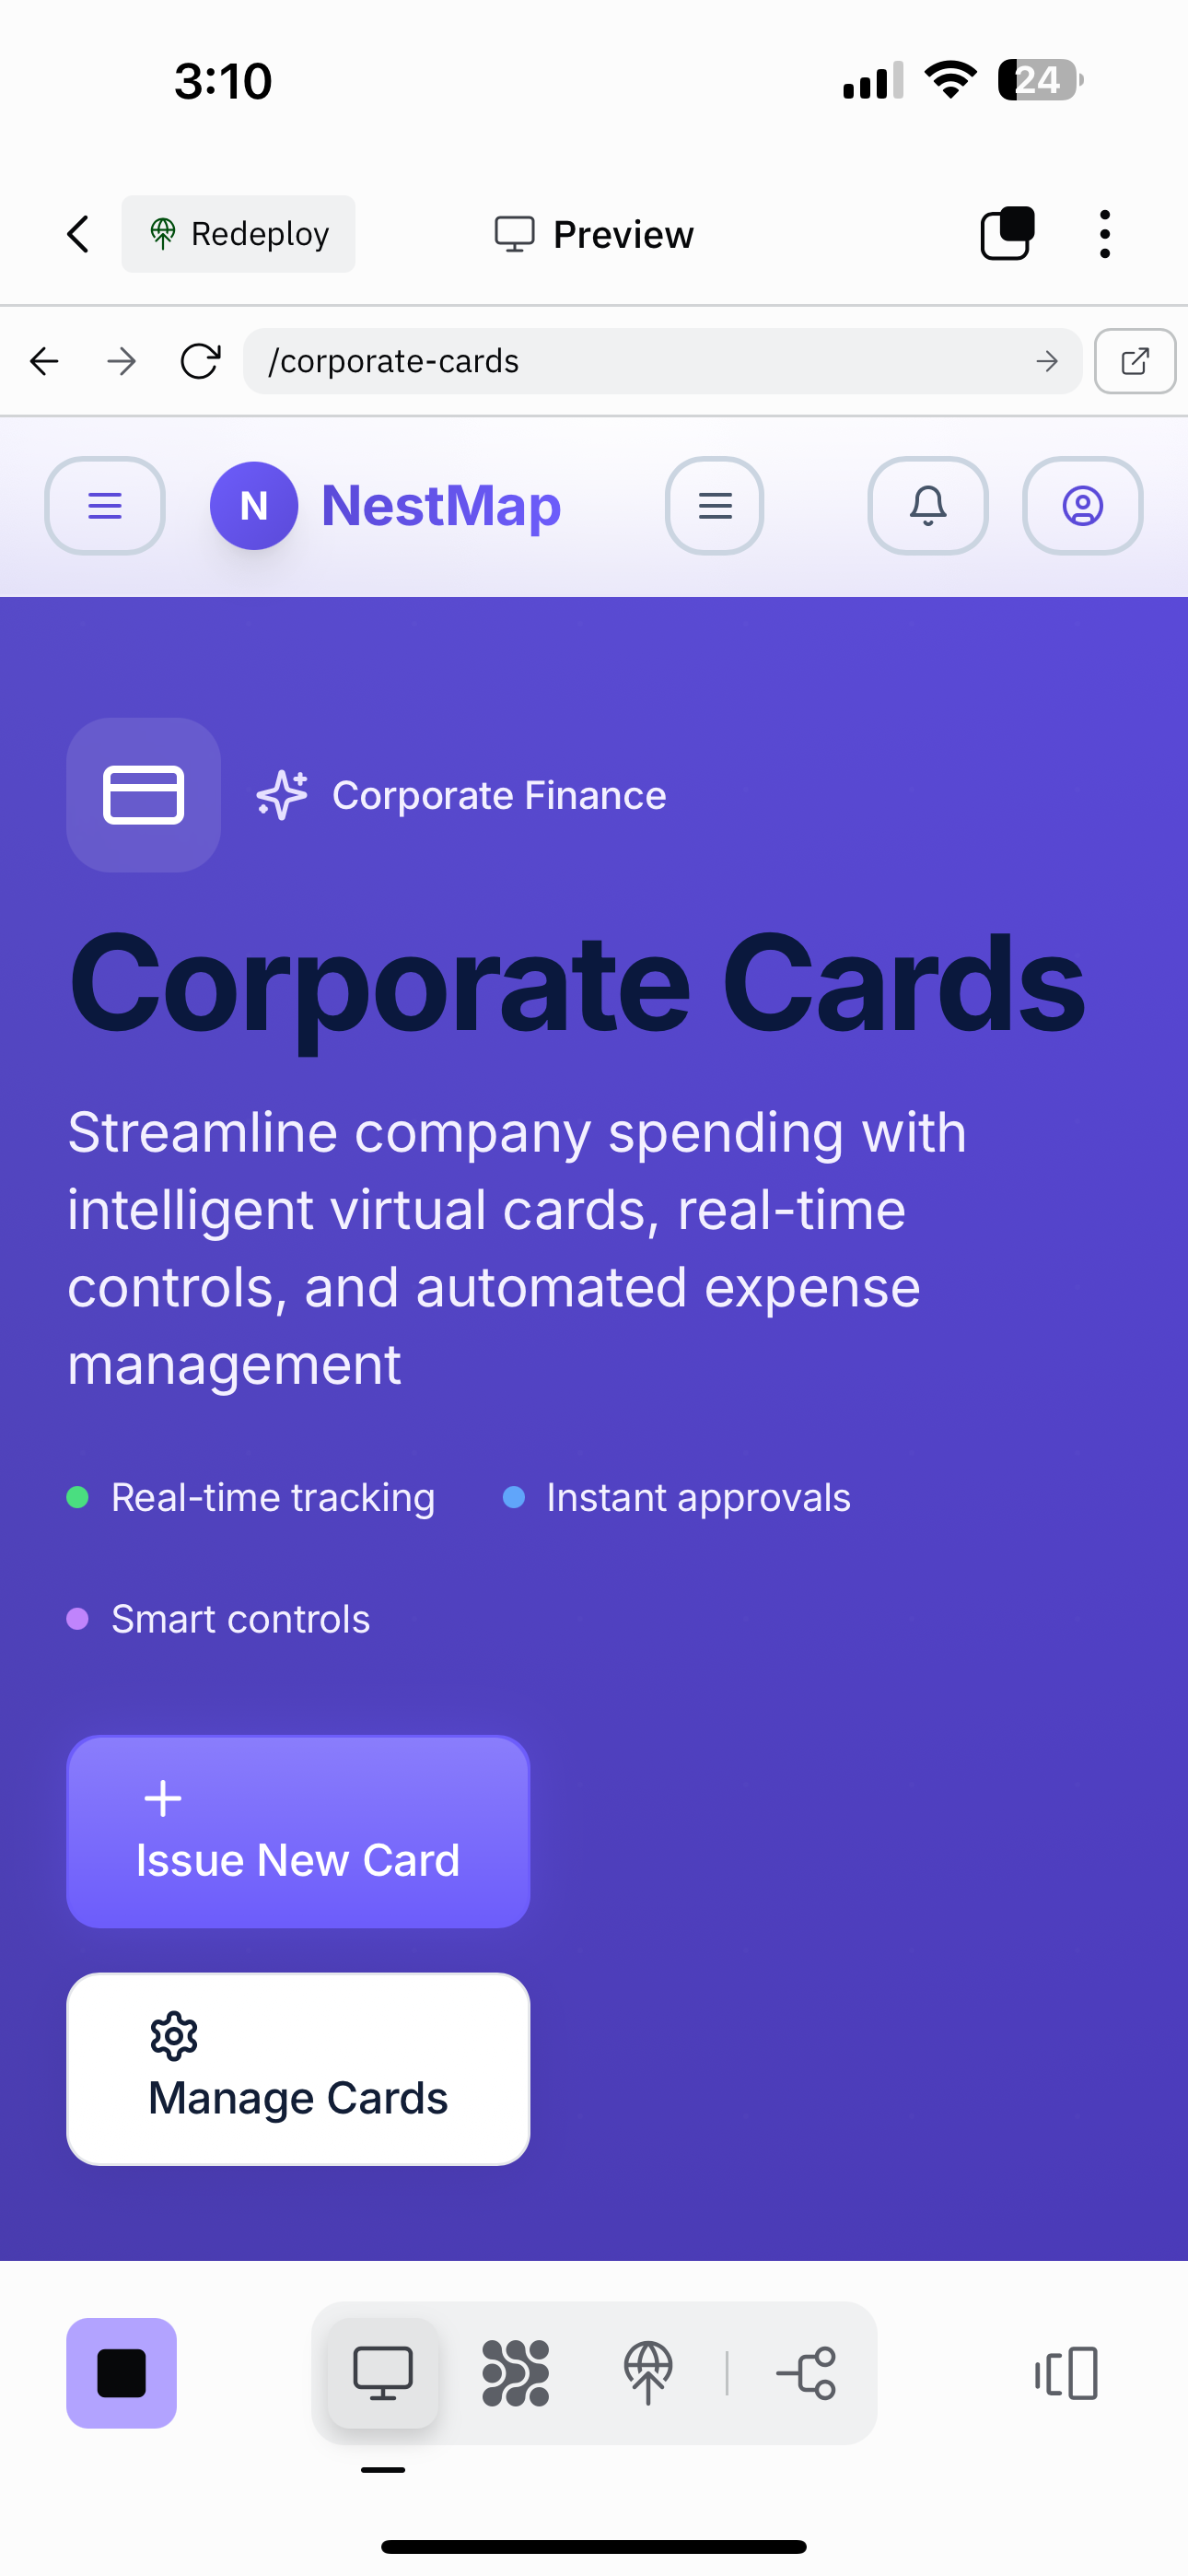 3:10
24
Redeploy
Preview
/corporate-cards
N NestMap
Corporate Finance
Corporate Cards
Streamline company spending with
intelligent virtual cards, real-time
controls, and automated expense
management
Real-time tracking
Instant approvals
Smart controls
Issue New Card
Manage Cards